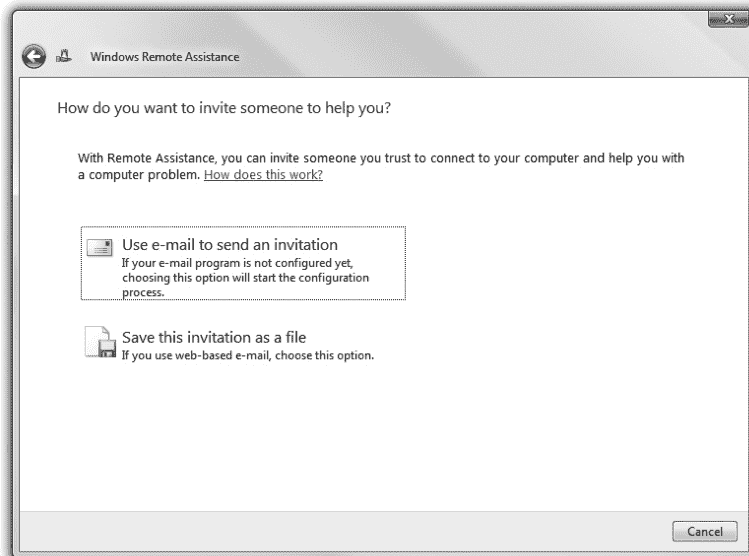 Windows Remote Assistance
How do you want to invite someone to help you?
With Remote Assistance, you can invite someone you trust to connect to your computer and help you with
a computer problem. How does this work?
Use e-mail to send an invitation
If your e-mail program is not configured yet,
choosing this option will start the configuration
process.
Save this invitation as a file
If you use web-based e-mail, choose this option.
Cancel